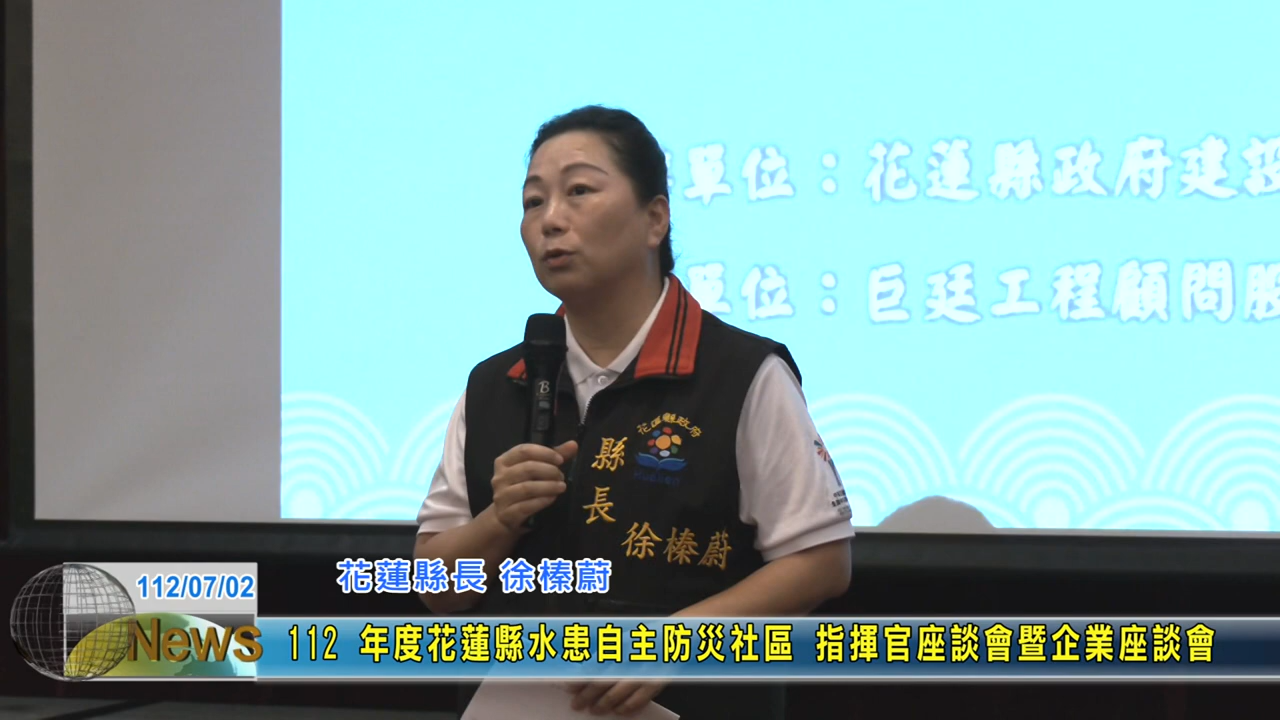 單位：花蓮縣政府建設
單位：巨廷工程顧問股
B
花蓮縣政府
Hualien
縣長
徐榛蔚
花蓮縣長 徐榛蔚
112/07/02
News
112 年度花蓮縣水患自主防災社區 指揮官座談會暨企業座談會